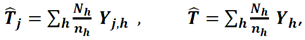 T̂_j = ∑_h N_h/n_h Y_{j,h} , T̂ = ∑_h N_h/n_h Y_h,